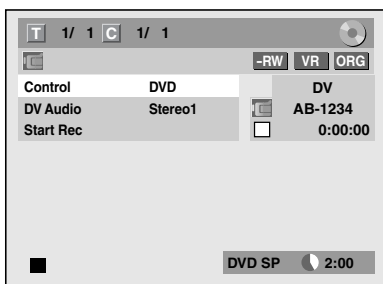 T 1/ 1 C 1/ 1
-RW VR ORG
Control DVD DV
DV Audio Stereo1 AB-1234
Start Rec 0:00:00
DVD SP 2:00